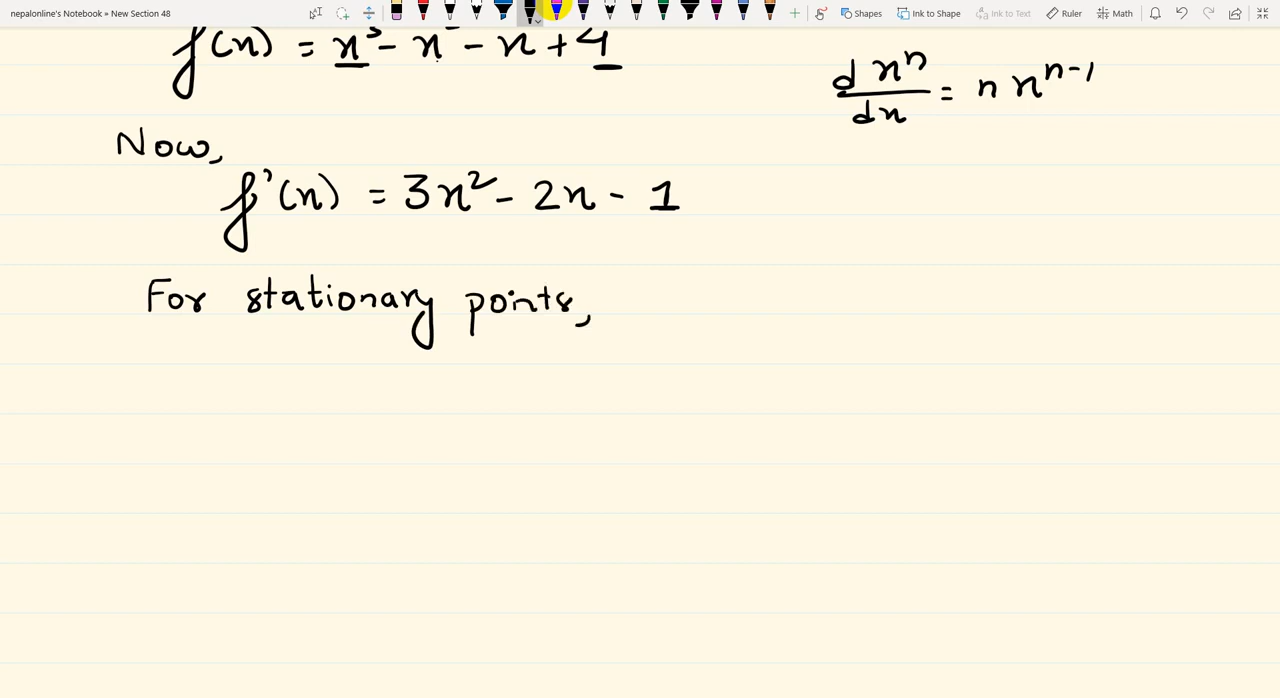 nepalonline's Notebook » New Section 48
Shapes Ink to Shape Ink to Text Ruler Math
f(x) = x³ - x² - x + 4
d xⁿ/dx = n xⁿ⁻¹
Now,
f'(x) = 3x² - 2x - 1
For stationary points,